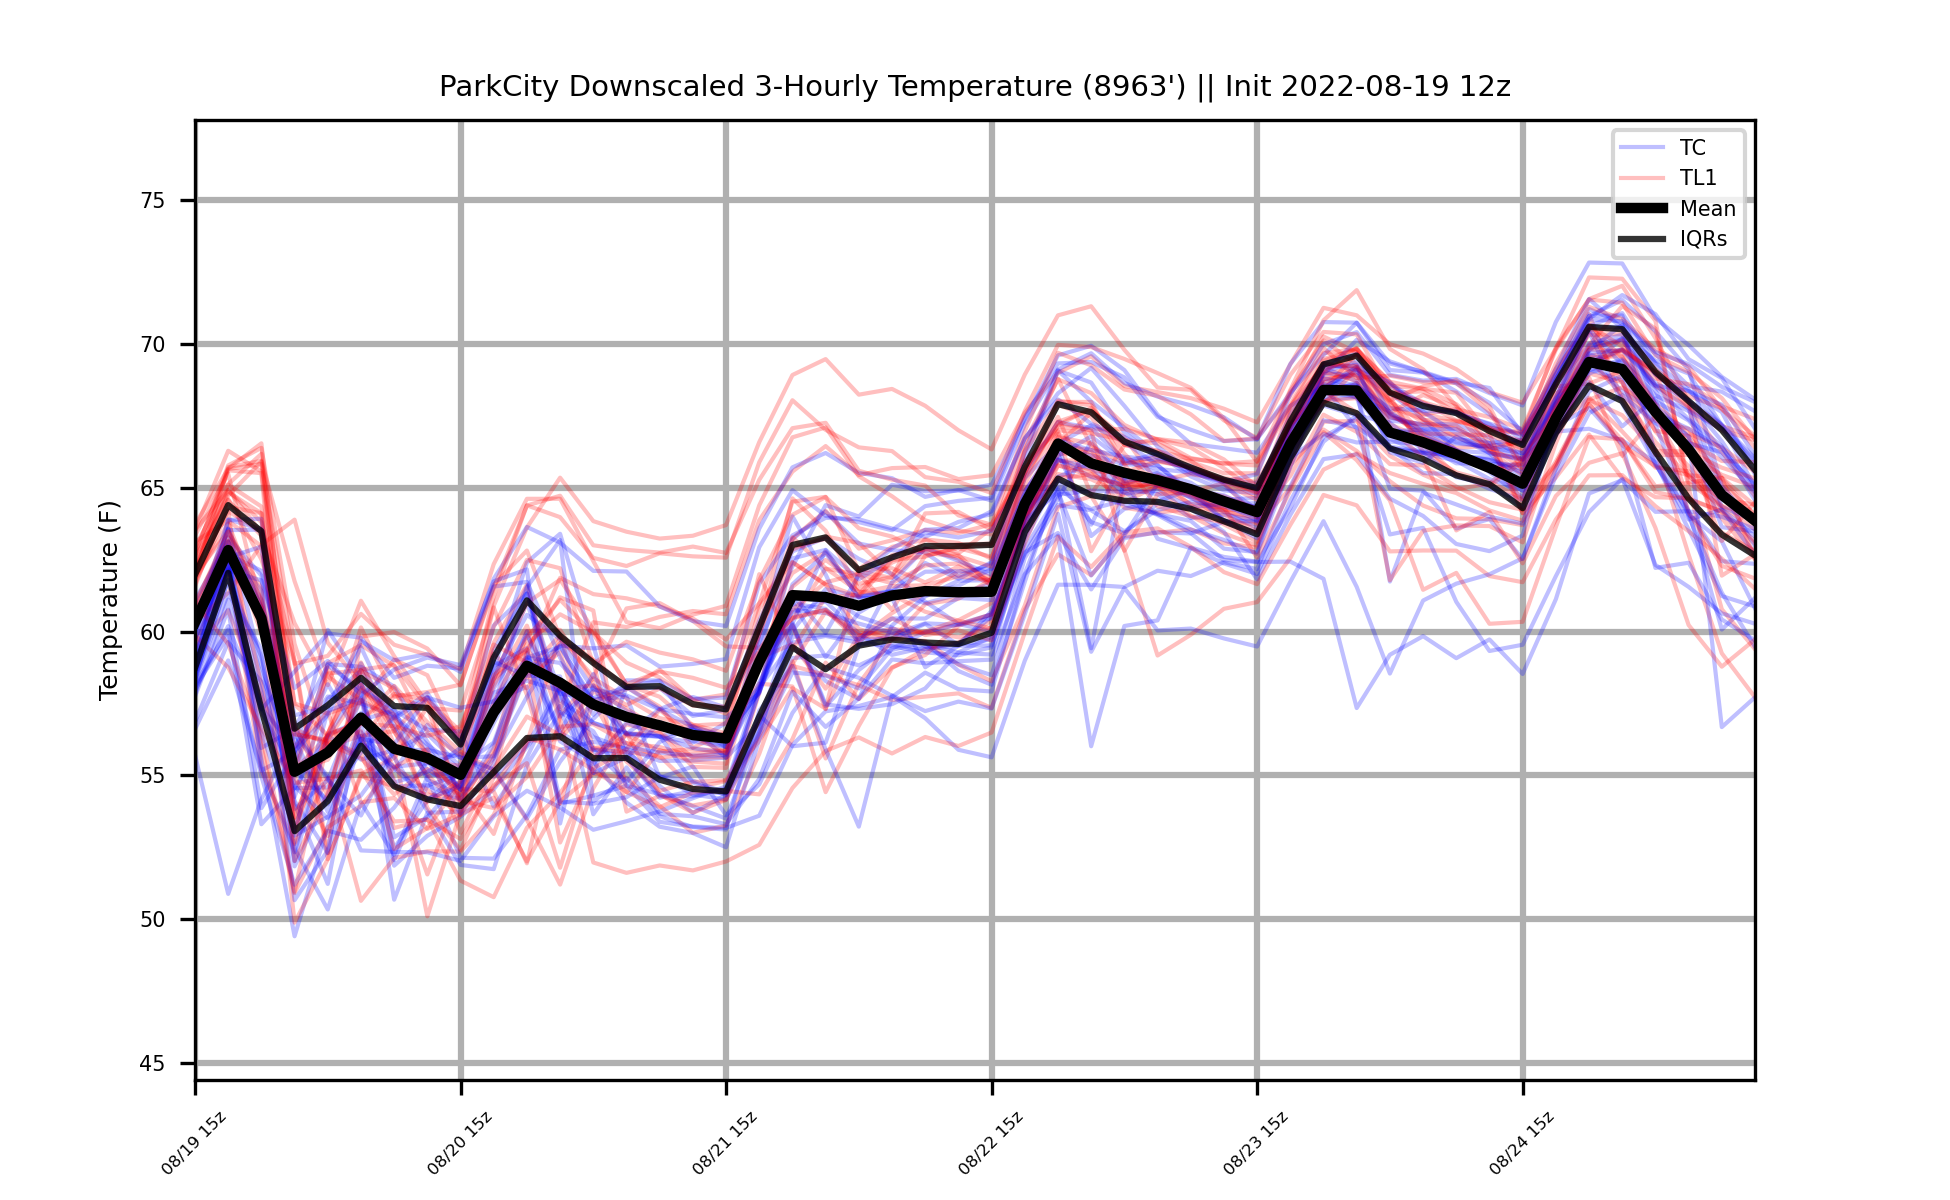 ParkCity Downscaled 3-Hourly Temperature (8963') || Init 2022-08-19 12z
TC
TL1
Mean
IQRs
Temperature (F)
75
70
65
60
55
50
45
08/19 15z
08/20 15z
08/21 15z
08/22 15z
08/23 15z
08/24 15z